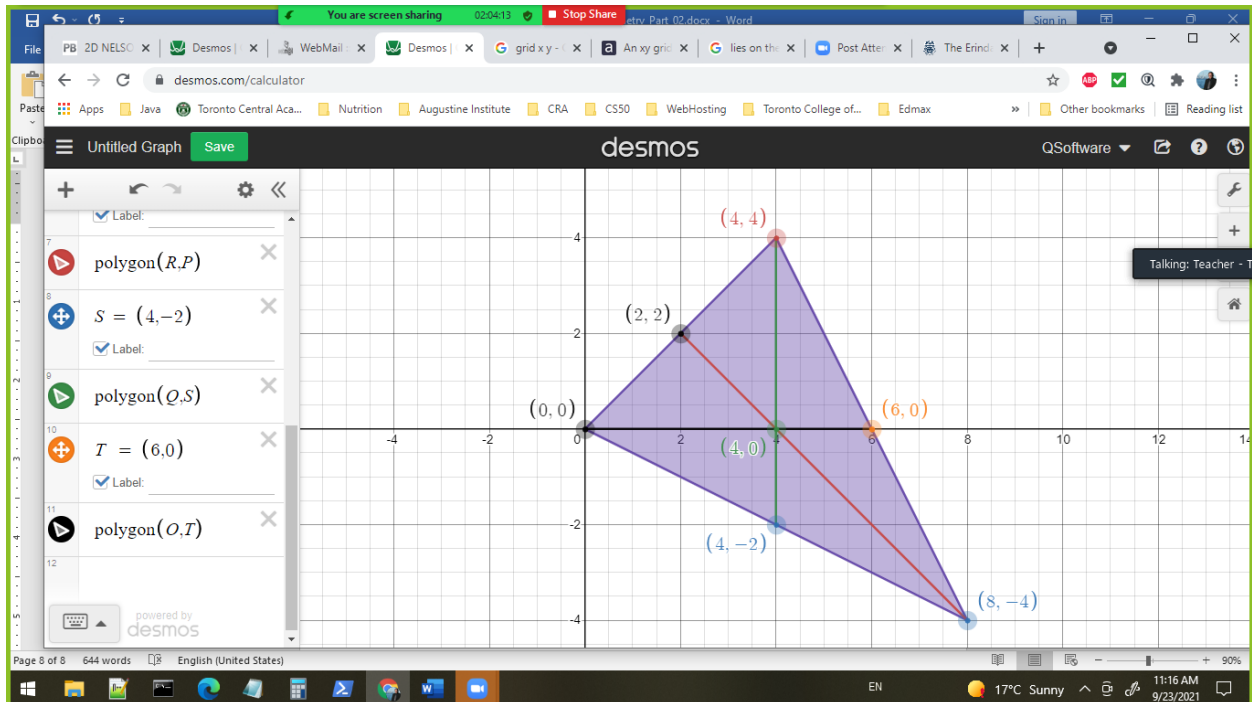 You are screen sharing 02:04:13 Stop Share etry Part 02.docx - Word Sign in
File PB 2D NELSO Desmos | WebMail : Desmos | G grid x y - a An xy grid G lies on the Post Atten The Erind
desmos.com/calculator ABP
Paste Apps Java Toronto Central Aca... Nutrition Augustine Institute CRA CS50 WebHosting Toronto College of... Edmax » Other bookmarks Reading list
Clipbo
Untitled Graph Save desmos QSoftware
Label:
7
polygon(R,P)
8
S = (4,-2)
Label:
9
polygon(Q,S)
10
T = (6,0)
Label:
11
polygon(O,T)
12
powered by
desmos
(4, 4)
4
Talking: Teacher - T
(2, 2)
2
(0, 0)
(6, 0)
-4 -2 0 2 4 6 8 10 12 14
(4, 0)
-2
(4, −2)
(8, −4)
-4
Page 8 of 8 644 words English (United States) 90%
EN 17°C Sunny 11:16 AM
9/23/2021